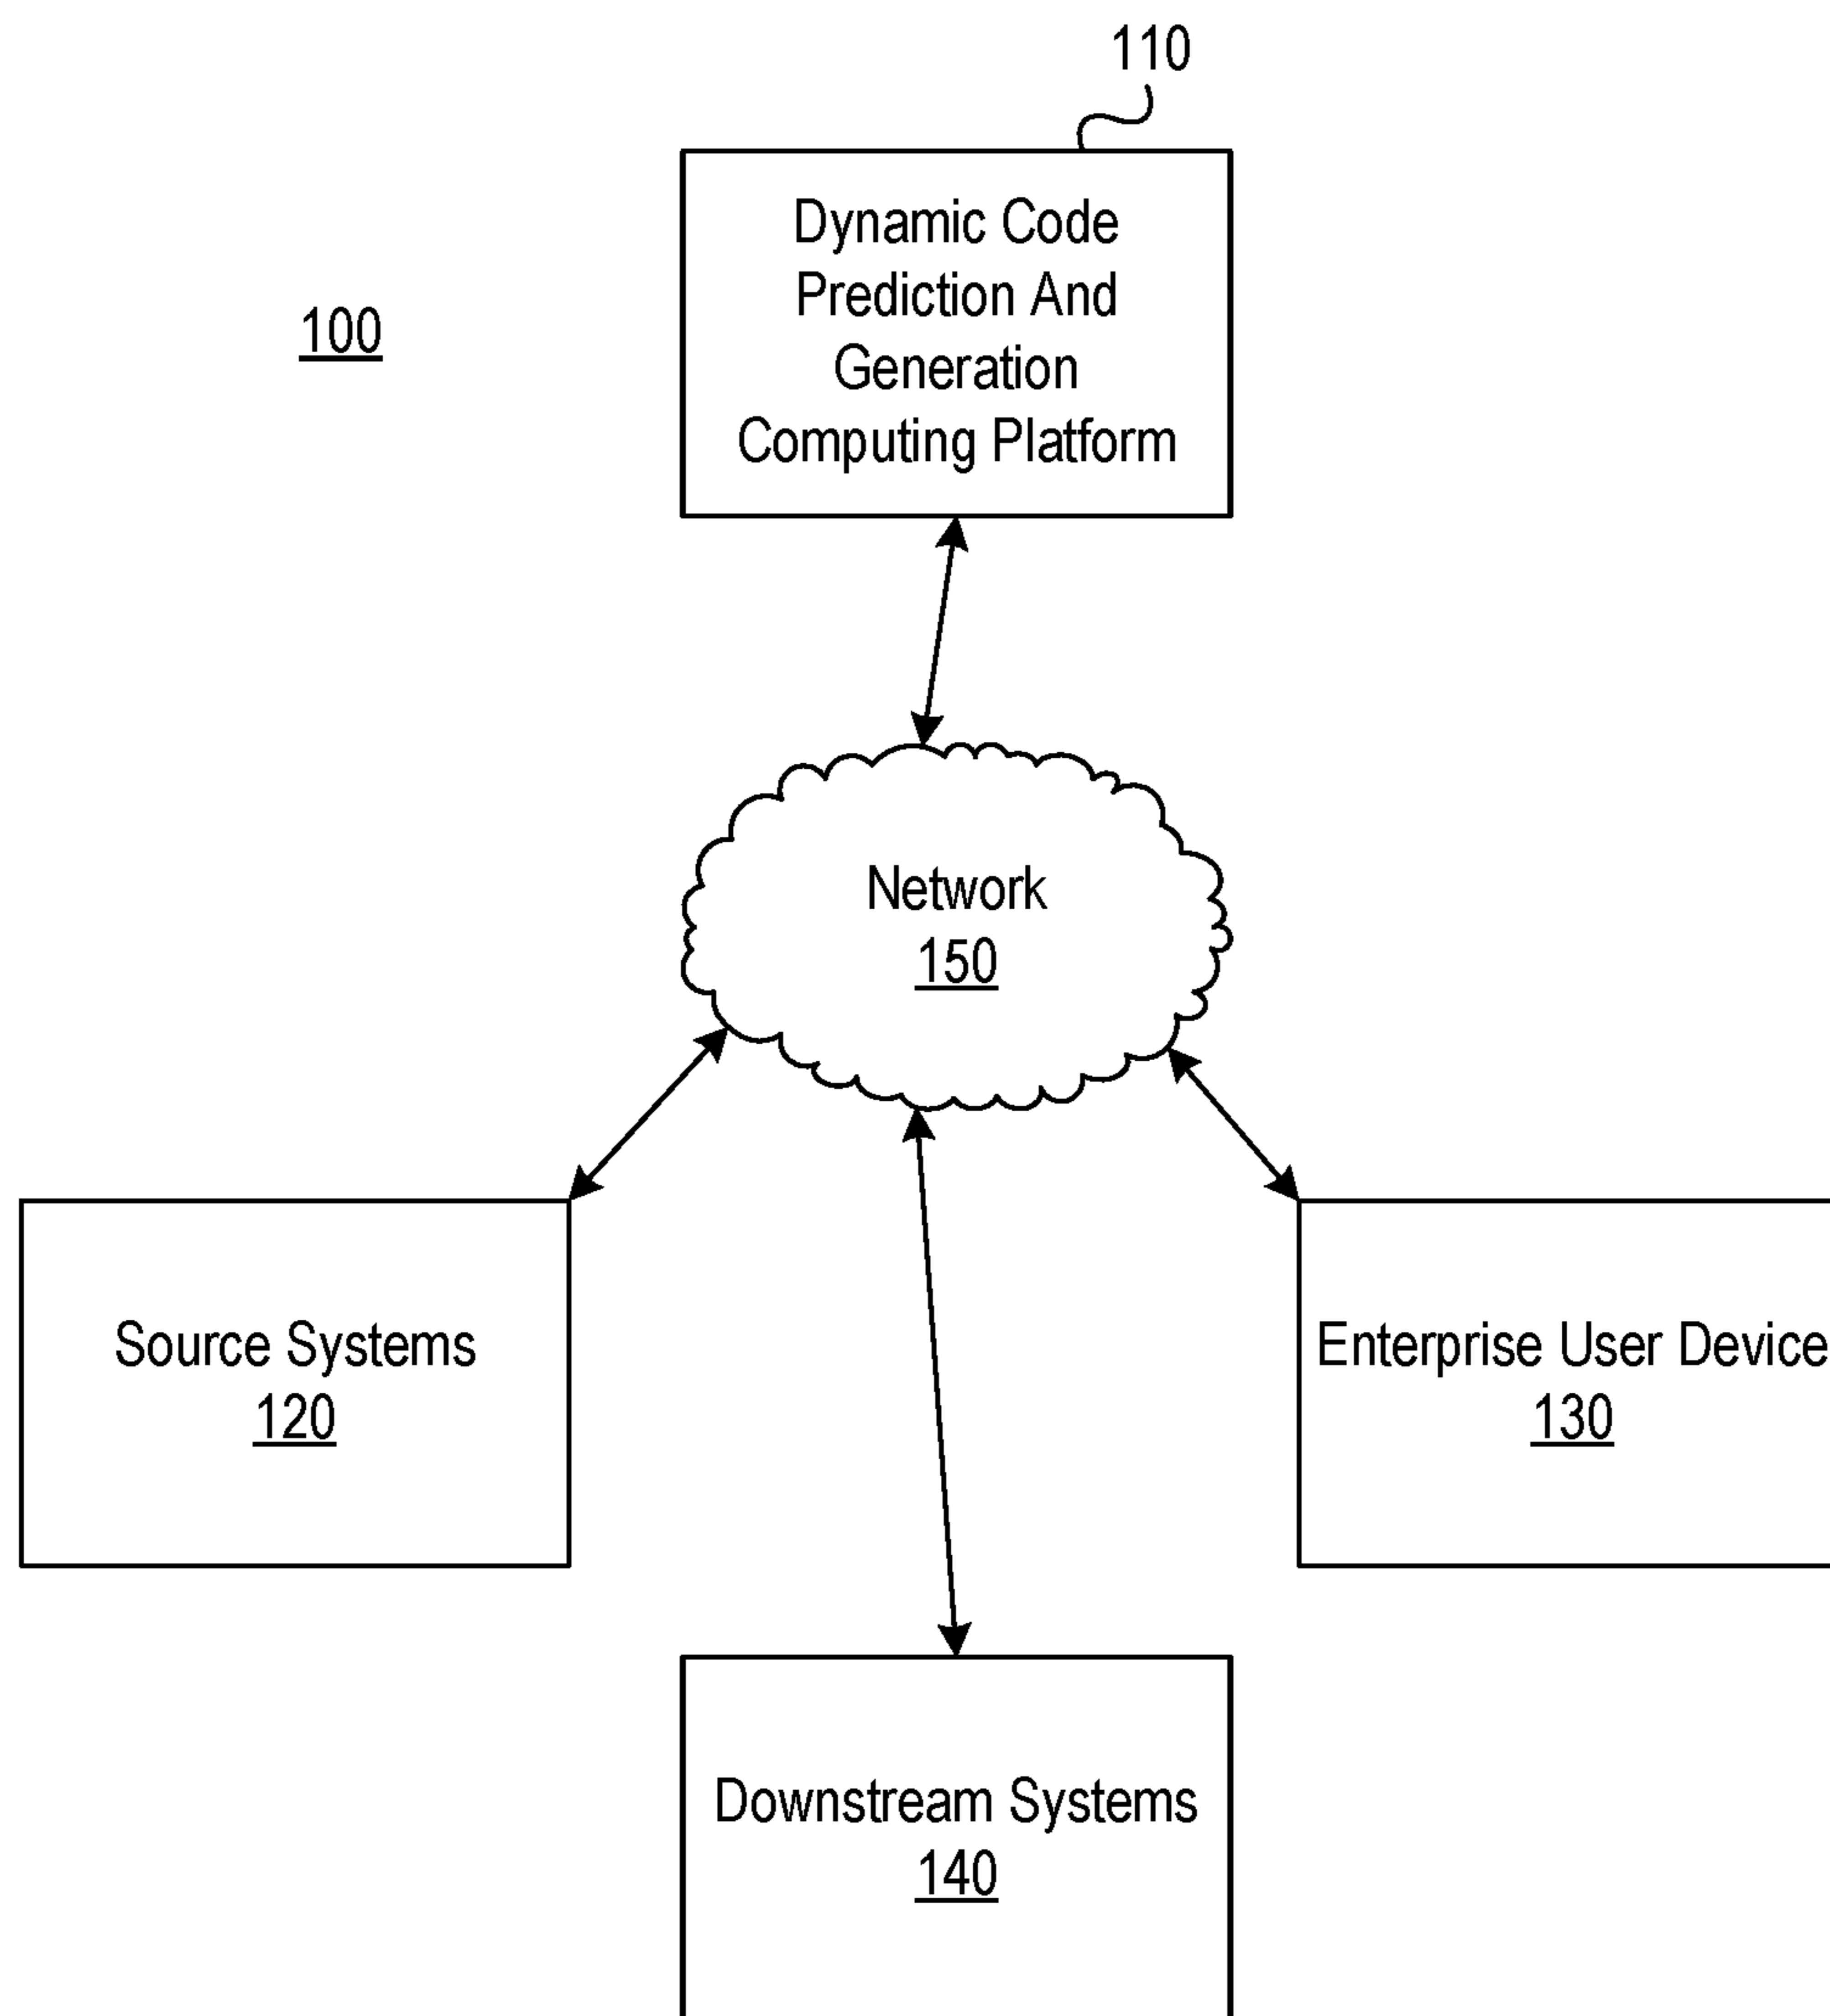 110
Dynamic Code
Prediction And
Generation
Computing Platform
100
Network
150
Source Systems
120
Enterprise User Device
130
Downstream Systems
140